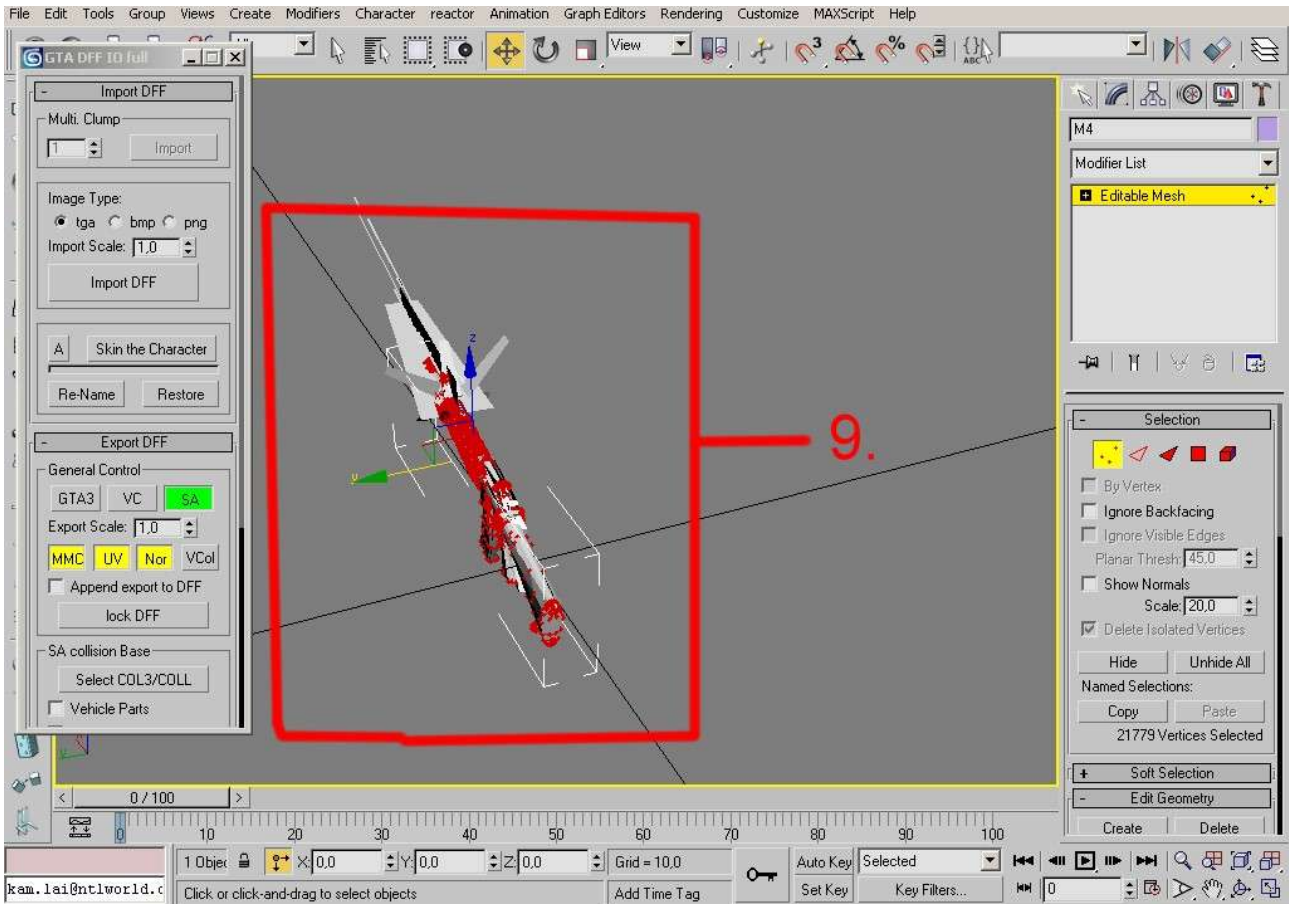 File Edit Tools Group Views Create Modifiers Character reactor Animation Graph Editors Rendering Customize MAXScript Help
View
ABC
GTA DFF IO full
- Import DFF
Multi. Clump
1 Import
Image Type:
tga bmp png
Import Scale: 1,0
Import DFF
A Skin the Character
Re-Name Restore
- Export DFF
General Control
GTA3 VC SA
Export Scale: 1,0
MMC UV Nor VCol
Append export to DFF
lock DFF
SA collision Base
Select COL3/COLL
Vehicle Parts
z
y
9.
M4
Modifier List
Editable Mesh
- Selection
By Vertex
Ignore Backfacing
Ignore Visible Edges
Planar Thresh: 45,0
Show Normals
Scale: 20,0
Delete Isolated Vertices
Hide Unhide All
Named Selections:
Copy Paste
21779 Vertices Selected
+ Soft Selection
- Edit Geometry
Create Delete
y
< 0 / 100 >
0 10 20 30 40 50 60 70 80 90 100
1 Objec X: 0,0 Y: 0,0 Z: 0,0 Grid = 10,0 Auto Key Selected
kam.lai@ntlworld.c Click or click-and-drag to select objects Add Time Tag Set Key Key Filters... 0